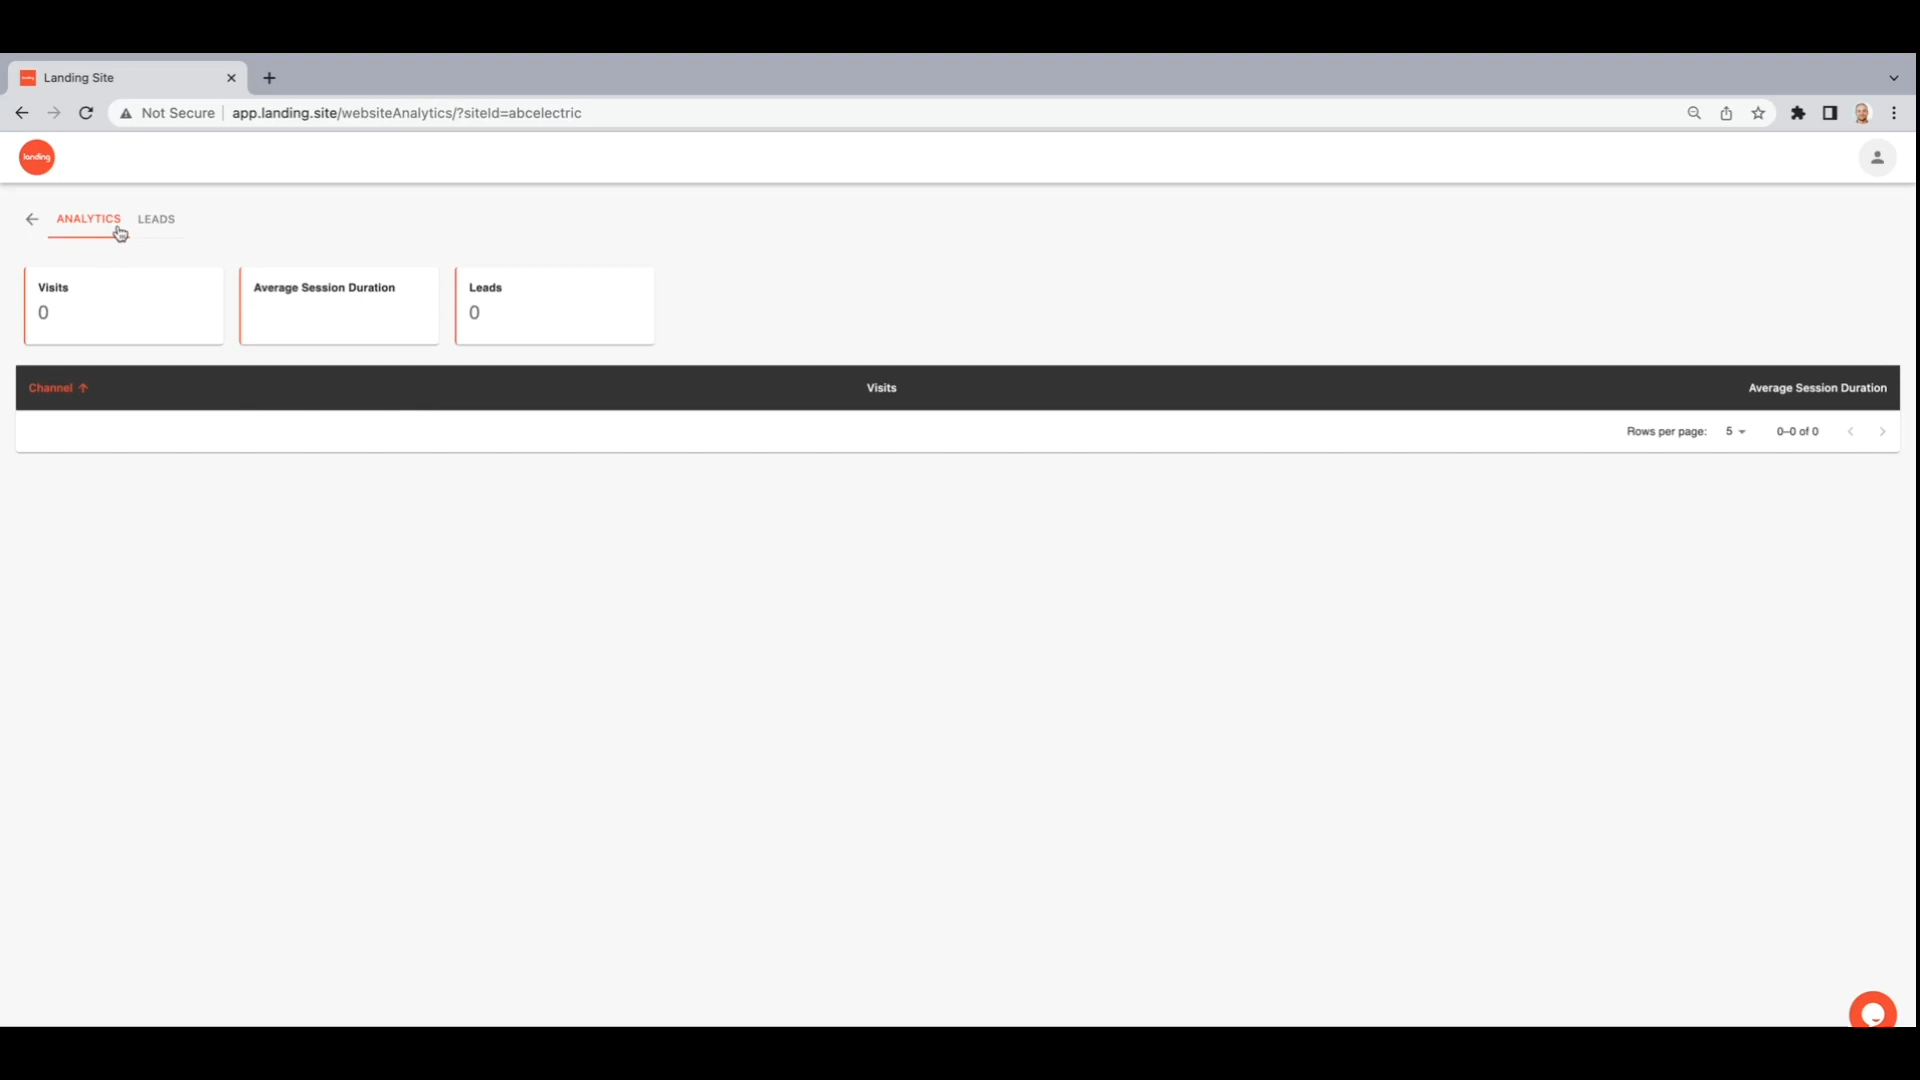 Landing Site
Not Secure app.landing.site/websiteAnalytics/?siteId=abcelectric
landing
ANALYTICS LEADS
Visits Average Session Duration Leads
0 0
Channel Visits Average Session Duration
Rows per page: 5 0–0 of 0